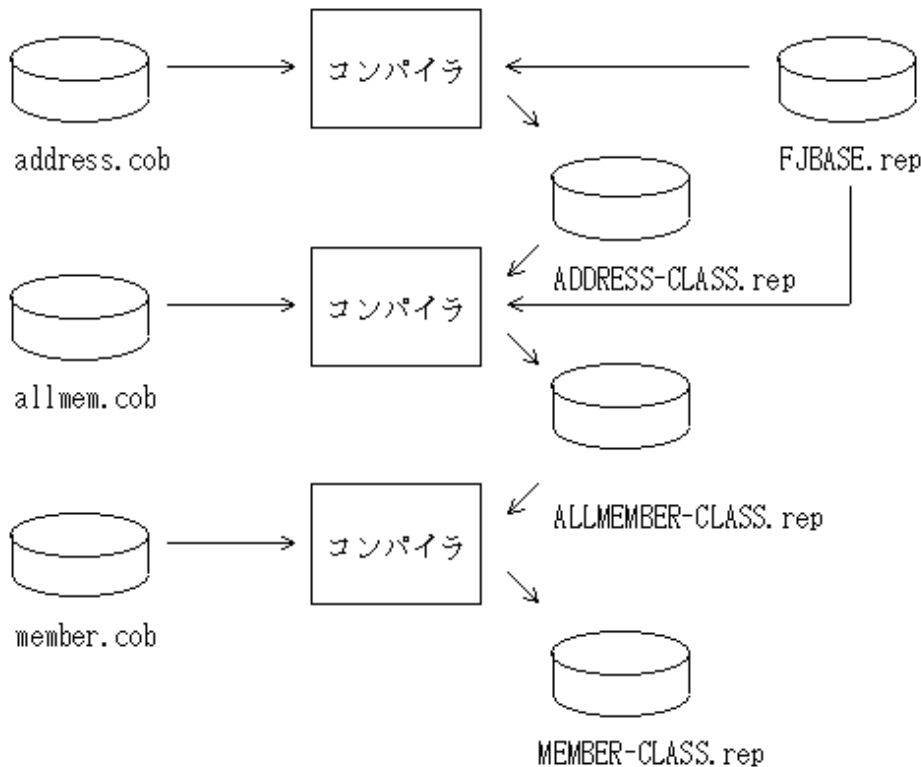 コンパイラ
address.cob
FJBASE.rep
コンパイラ
ADDRESS-CLASS.rep
allmem.cob
コンパイラ
ALLMEMBER-CLASS.rep
member.cob
MEMBER-CLASS.rep